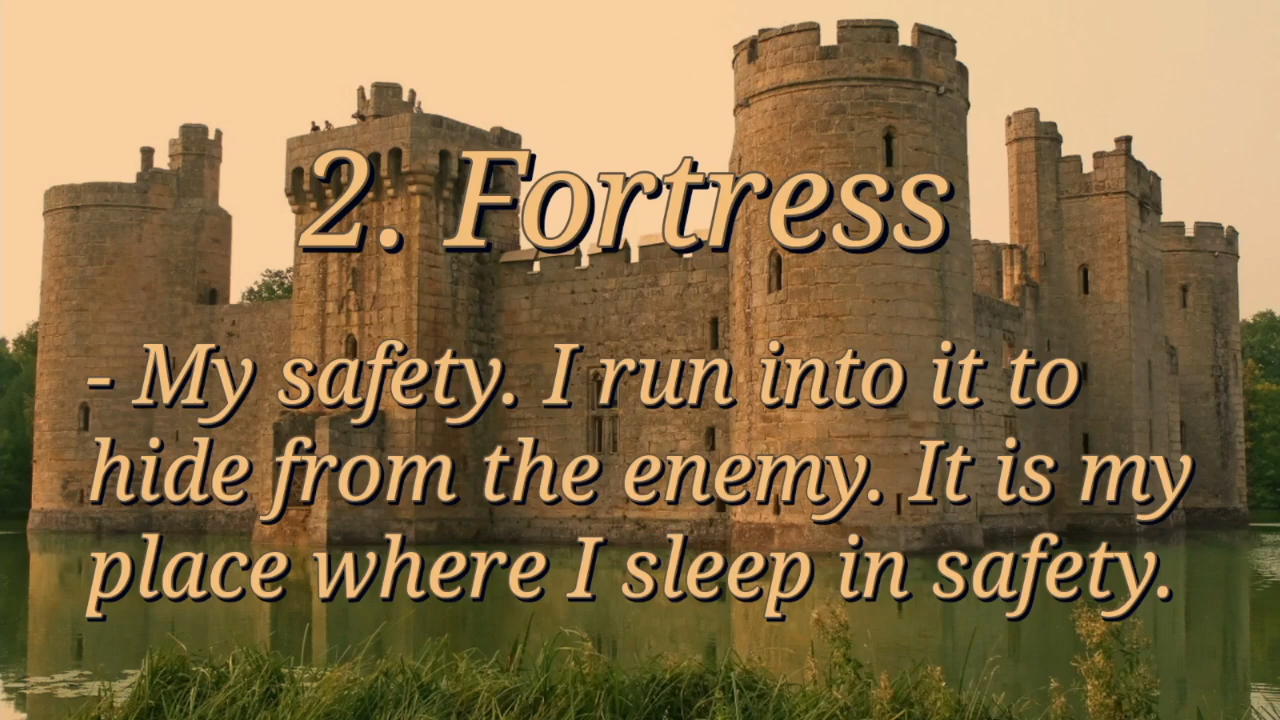 2. Fortress
- My safety. I run into it to
hide from the enemy. It is my
place where I sleep in safety.